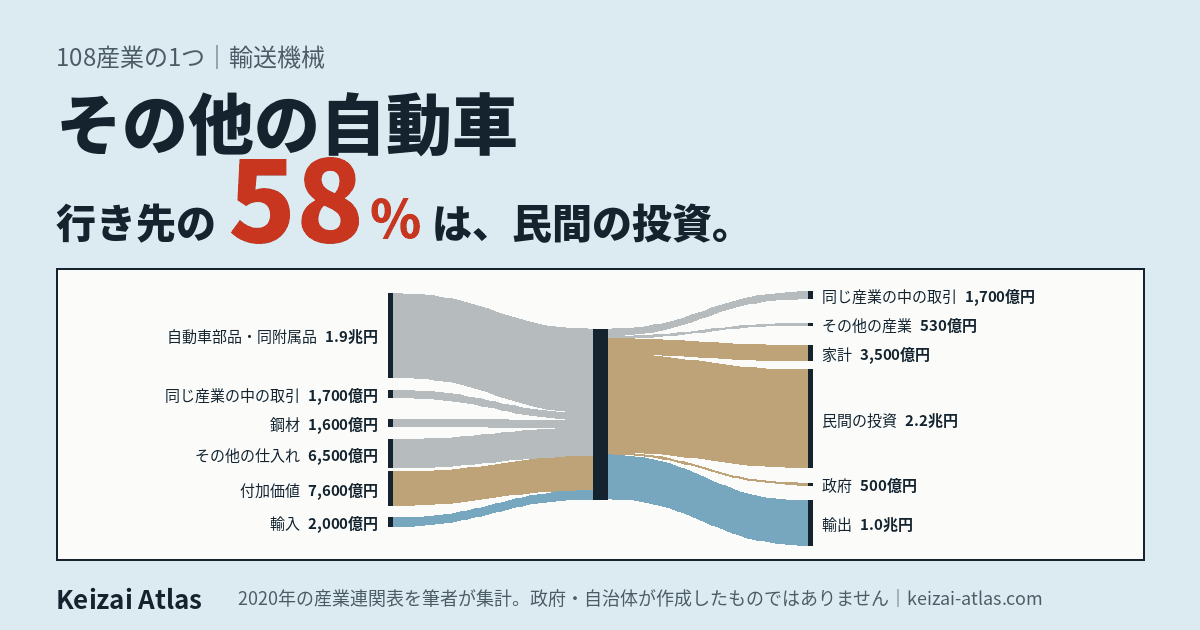 108産業の1つ｜輸送機械
その他の自動車
行き先の 58% は、民間の投資。
自動車部品・同附属品 1.9兆円
同じ産業の中の取引 1,700億円
鋼材 1,600億円
その他の仕入れ 6,500億円
付加価値 7,600億円
輸入 2,000億円
同じ産業の中の取引 1,700億円
その他の産業 530億円
家計 3,500億円
民間の投資 2.2兆円
政府 500億円
輸出 1.0兆円
Keizai Atlas 2020年の産業連関表を筆者が集計。政府・自治体が作成したものではありません｜keizai-atlas.com